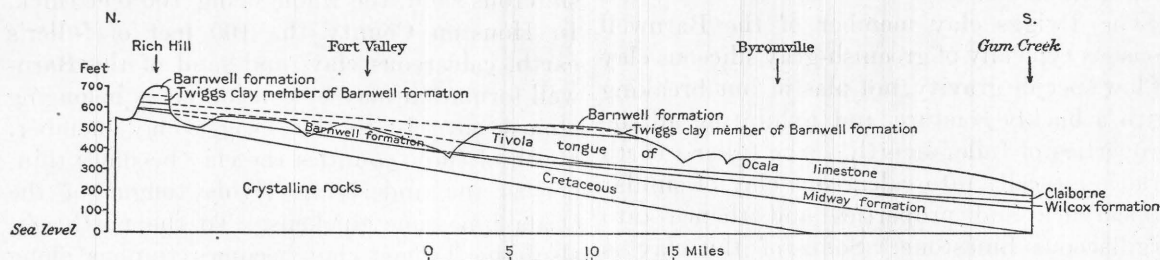 N.
S.
Rich Hill
Fort Valley
Byromville
Gum Creek
Feet
Barnwell formation
Twiggs clay member of Barnwell formation
700
600
500
400
300
200
100
0
Sea level
Barnwell formation
Barnwell formation
Twiggs clay member of Barnwell formation
Tivola tongue of Ocala limestone
Crystalline rocks
Cretaceous
Midway formation
Claiborne
Wilcox formation
0 5 10 15 Miles